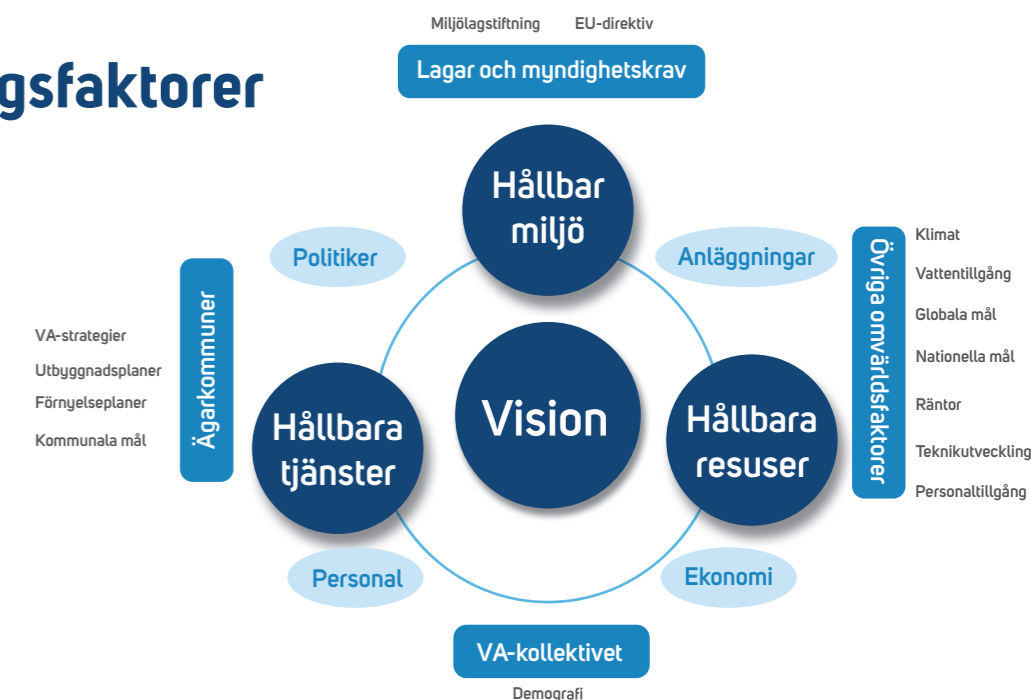 Miljölagstiftning EU-direktiv
Lagar och myndighetskrav
gsfaktorer
Hållbar
miljö
Politiker
Anläggningar
Ägarkommuner
VA-strategier
Utbyggnadsplaner
Förnyelseplaner
Kommunala mål
Hållbara
tjänster
Vision
Hållbara
resuser
Övriga omvärldsfaktorer
Klimat
Vattentillgång
Globala mål
Nationella mål
Räntor
Teknikutveckling
Personaltillgång
Personal
Ekonomi
VA-kollektivet
Demografi